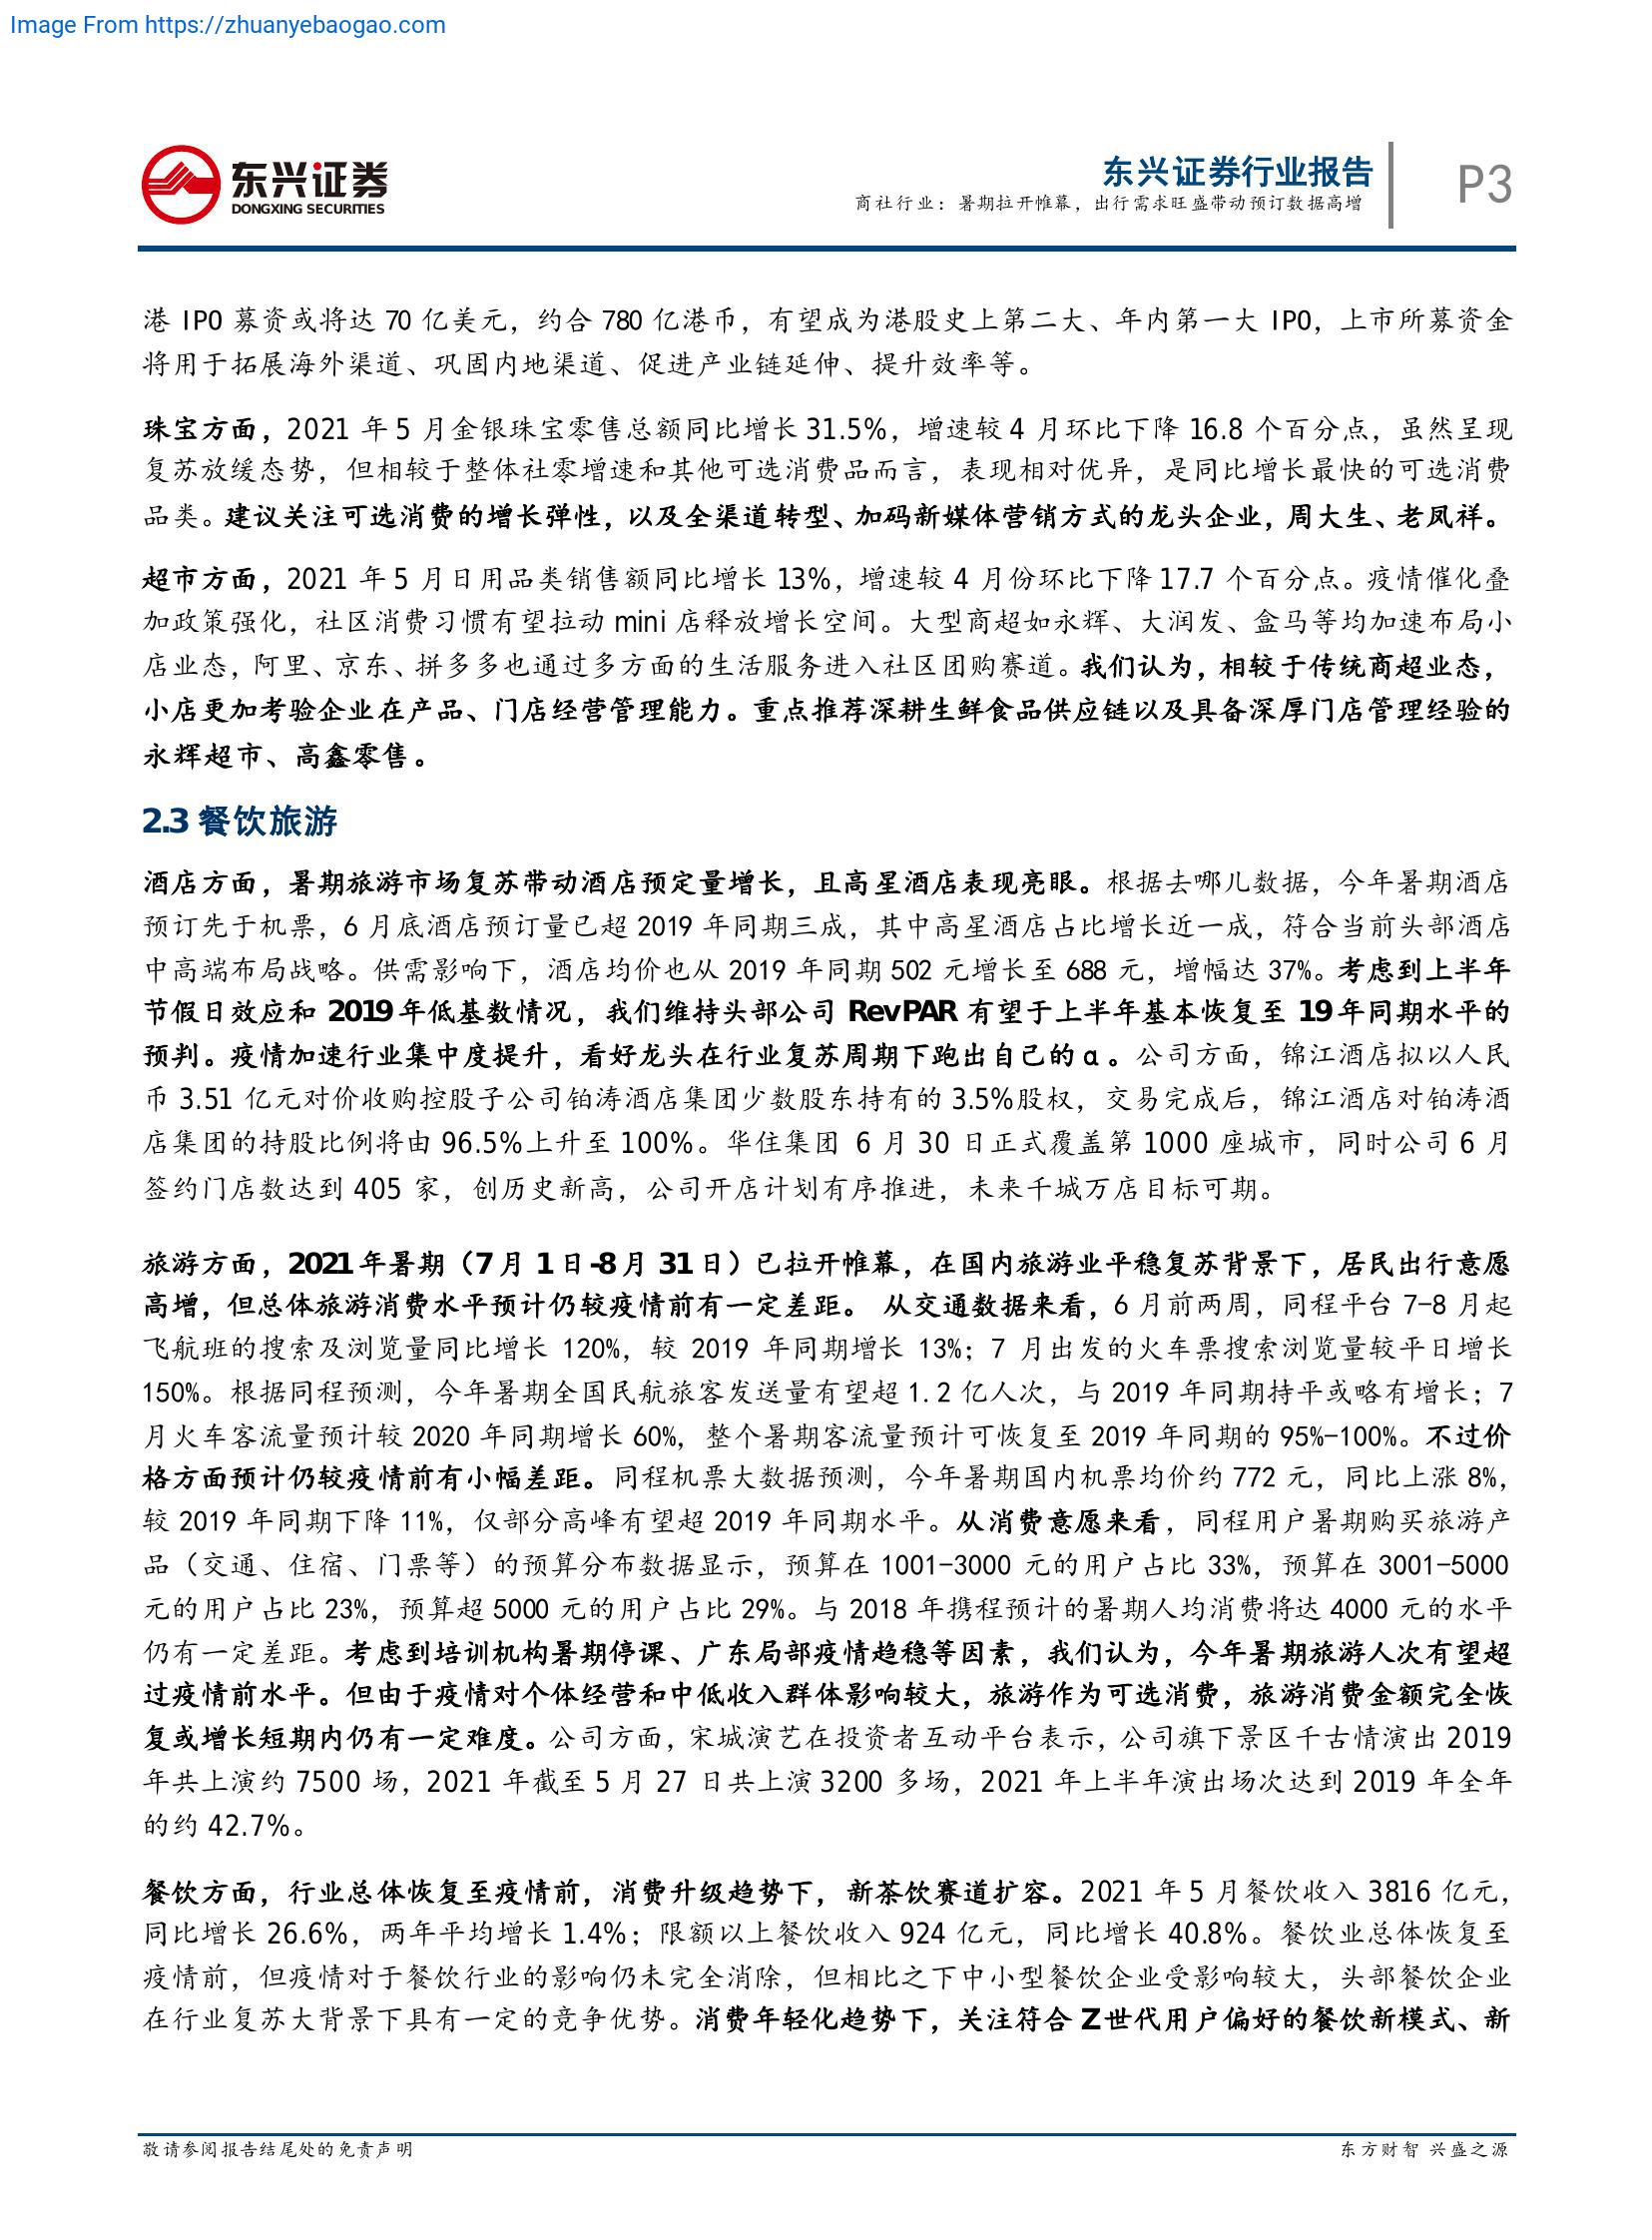 Image From https://zhuanyebaogao.com
东兴证券
DONGXING SECURITIES
东兴证券行业报告
商社行业：暑期拉开帷幕，出行需求旺盛带动预订数据高增
P3
港 IPO 募资或将达 70 亿美元，约合 780 亿港币，有望成为港股史上第二大、年内第一大 IPO，上市所募资金
将用于拓展海外渠道、巩固内地渠道、促进产业链延伸、提升效率等。
珠宝方面，2021 年 5 月金银珠宝零售总额同比增长 31.5%，增速较 4 月环比下降 16.8 个百分点，虽然呈现
复苏放缓态势，但相较于整体社零增速和其他可选消费品而言，表现相对优异，是同比增长最快的可选消费
品类。建议关注可选消费的增长弹性，以及全渠道转型、加码新媒体营销方式的龙头企业，周大生、老凤祥。
超市方面，2021 年 5 月日用品类销售额同比增长 13%，增速较 4 月份环比下降 17.7 个百分点。疫情催化叠
加政策强化，社区消费习惯有望拉动 mini 店释放增长空间。大型商超如永辉、大润发、盒马等均加速布局小
店业态，阿里、京东、拼多多也通过多方面的生活服务进入社区团购赛道。我们认为，相较于传统商超业态，
小店更加考验企业在产品、门店经营管理能力。重点推荐深耕生鲜食品供应链以及具备深厚门店管理经验的
永辉超市、高鑫零售。
2.3 餐饮旅游
酒店方面，暑期旅游市场复苏带动酒店预定量增长，且高星酒店表现亮眼。根据去哪儿数据，今年暑期酒店
预订先于机票，6 月底酒店预订量已超 2019 年同期三成，其中高星酒店占比增长近一成，符合当前头部酒店
中高端布局战略。供需影响下，酒店均价也从 2019 年同期 502 元增长至 688 元，增幅达 37%。考虑到上半年
节假日效应和 2019 年低基数情况，我们维持头部公司 RevPAR 有望于上半年基本恢复至 19 年同期水平的
预判。疫情加速行业集中度提升，看好龙头在行业复苏周期下跑出自己的 α。公司方面，锦江酒店拟以人民
币 3.51 亿元对价收购控股子公司铂涛酒店集团少数股东持有的 3.5%股权，交易完成后，锦江酒店对铂涛酒
店集团的持股比例将由 96.5%上升至 100%。华住集团 6 月 30 日正式覆盖第 1000 座城市，同时公司 6 月
签约门店数达到 405 家，创历史新高，公司开店计划有序推进，未来千城万店目标可期。
旅游方面，2021 年暑期（7 月 1 日-8 月 31 日）已拉开帷幕，在国内旅游业平稳复苏背景下，居民出行意愿
高增，但总体旅游消费水平预计仍较疫情前有一定差距。 从交通数据来看，6 月前两周，同程平台 7-8 月起
飞航班的搜索及浏览量同比增长 120%，较 2019 年同期增长 13%；7 月出发的火车票搜索浏览量较平日增长
150%。根据同程预测，今年暑期全国民航旅客发送量有望超 1.2 亿人次，与 2019 年同期持平或略有增长；7
月火车客流量预计较 2020 年同期增长 60%，整个暑期客流量预计可恢复至 2019 年同期的 95%-100%。不过价
格方面预计仍较疫情前有小幅差距。同程机票大数据预测，今年暑期国内机票均价约 772 元，同比上涨 8%，
较 2019 年同期下降 11%，仅部分高峰有望超 2019 年同期水平。从消费意愿来看，同程用户暑期购买旅游产
品（交通、住宿、门票等）的预算分布数据显示，预算在 1001-3000 元的用户占比 33%，预算在 3001-5000
元的用户占比 23%，预算超 5000 元的用户占比 29%。与 2018 年携程预计的暑期人均消费将达 4000 元的水平
仍有一定差距。考虑到培训机构暑期停课、广东局部疫情趋稳等因素，我们认为，今年暑期旅游人次有望超
过疫情前水平。但由于疫情对个体经营和中低收入群体影响较大，旅游作为可选消费，旅游消费金额完全恢
复或增长短期内仍有一定难度。公司方面，宋城演艺在投资者互动平台表示，公司旗下景区千古情演出 2019
年共上演约 7500 场，2021 年截至 5 月 27 日共上演 3200 多场，2021 年上半年演出场次达到 2019 年全年
的约 42.7%。
餐饮方面，行业总体恢复至疫情前，消费升级趋势下，新茶饮赛道扩容。2021 年 5 月餐饮收入 3816 亿元，
同比增长 26.6%，两年平均增长 1.4%；限额以上餐饮收入 924 亿元，同比增长 40.8%。餐饮业总体恢复至
疫情前，但疫情对于餐饮行业的影响仍未完全消除，但相比之下中小型餐饮企业受影响较大，头部餐饮企业
在行业复苏大背景下具有一定的竞争优势。消费年轻化趋势下，关注符合 Z 世代用户偏好的餐饮新模式、新
敬请参阅报告结尾处的免责声明
东方财智 兴盛之源